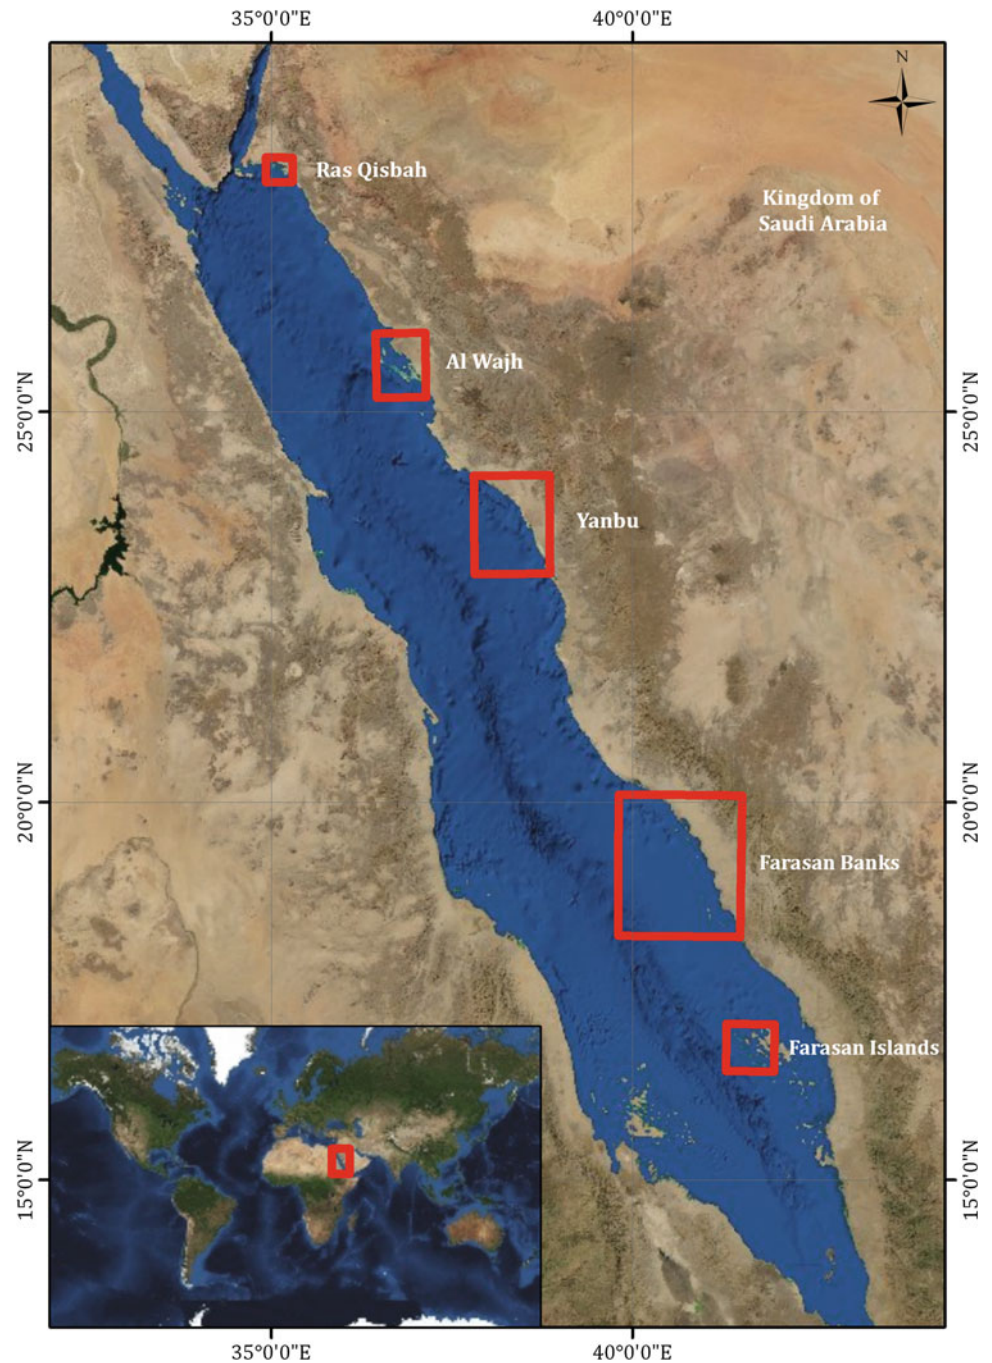 35°0'0"E
40°0'0"E
N
Ras Qisbah
Kingdom of
Saudi Arabia
Al Wajh
25°0'0"N
25°0'0"N
Yanbu
20°0'0"N
20°0'0"N
Farasan Banks
Farasan Islands
15°0'0"N
15°0'0"N
35°0'0"E
40°0'0"E